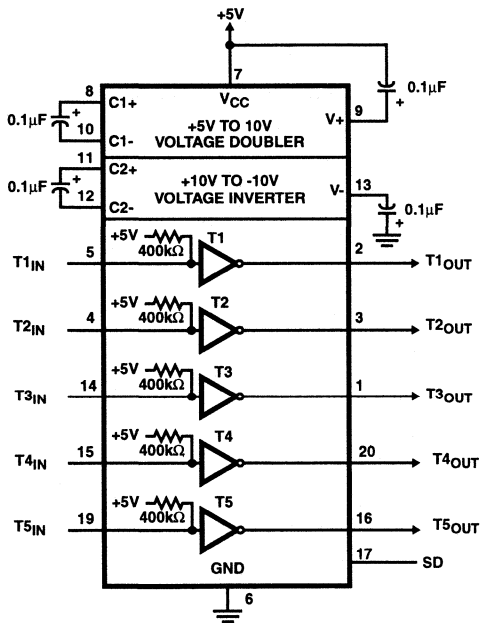 +5V
7
8
C1+
VCC
0.1µF
+
10
C1-
+5V TO 10V
VOLTAGE DOUBLER
V+
9
+
0.1µF
11
C2+
0.1µF
+
12
C2-
+10V TO -10V
VOLTAGE INVERTER
V-
13
+
0.1µF
+5V
400kΩ
T1
T1IN
5
2
T1OUT
+5V
400kΩ
T2
T2IN
4
3
T2OUT
+5V
400kΩ
T3
T3IN
14
1
T3OUT
+5V
400kΩ
T4
T4IN
15
20
T4OUT
+5V
400kΩ
T5
T5IN
19
16
T5OUT
17
SD
GND
6